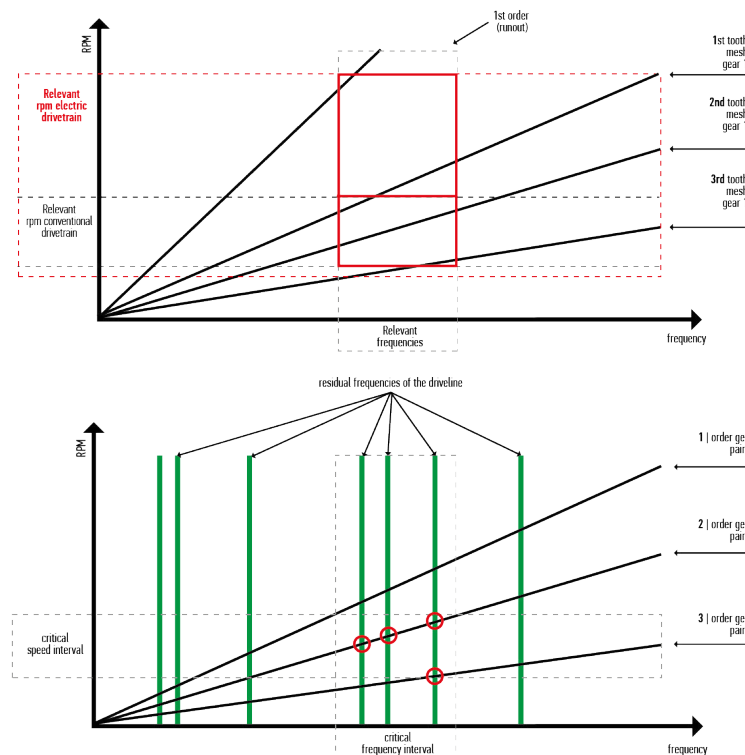 1st order
(runout)
RPM
1st tooth
mesh
gear
Relevant
rpm electric
drivetrain
2nd tooth
mesh
gear
3rd tooth
mesh
gear
Relevant
rpm conventional
drivetrain
Relevant
frequencies
frequency
residual frequencies of the driveline
RPM
1 | order ge
pai
2 | order ge
pai
3 | order ge
pai
critical
speed interval
critical
frequency interval
frequency